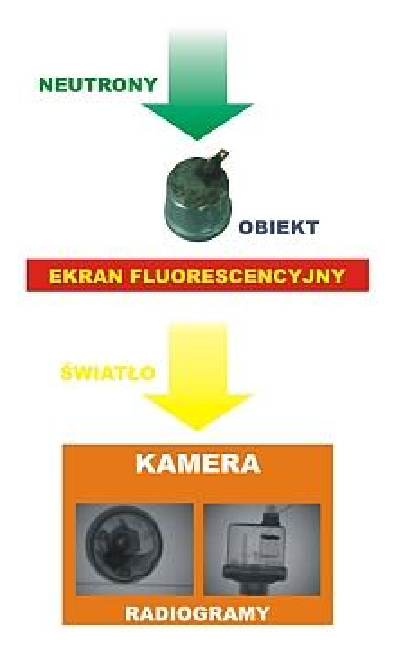 NEUTRONY
OBIEKT
EKRAN FLUORESCENCYJNY
ŚWIATŁO
KAMERA
RADIOGRAMY